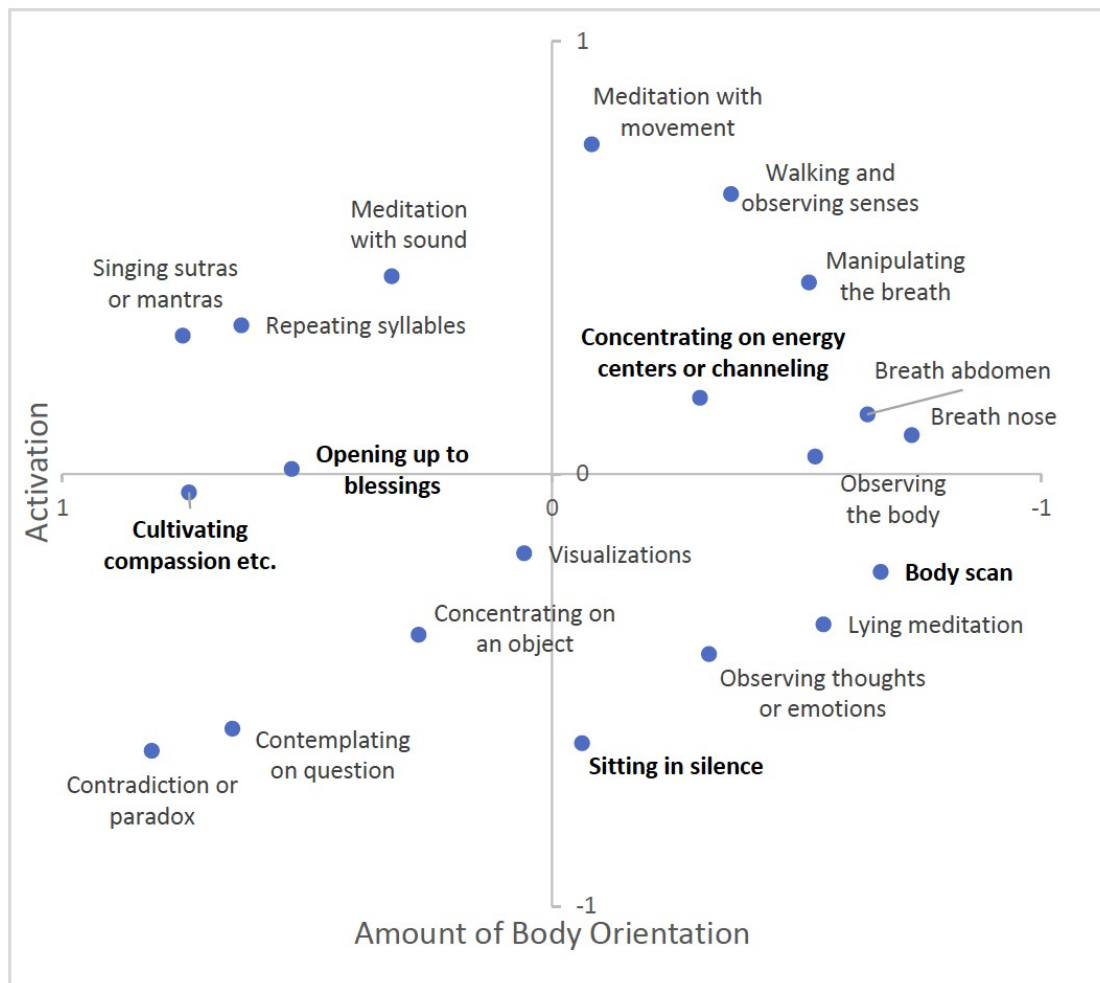 1
Meditation with
movement
Walking and
observing senses
Meditation
with sound
Manipulating
the breath
Singing sutras
or mantras
Repeating syllables
Concentrating on energy
centers or channeling
Breath abdomen
Breath nose
Activation
Opening up to
blessings
0
1
0
-1
Observing
the body
Cultivating
compassion etc.
Visualizations
Body scan
Concentrating on
an object
Lying meditation
Observing thoughts
or emotions
Contemplating
on question
Sitting in silence
Contradiction or
paradox
-1
Amount of Body Orientation